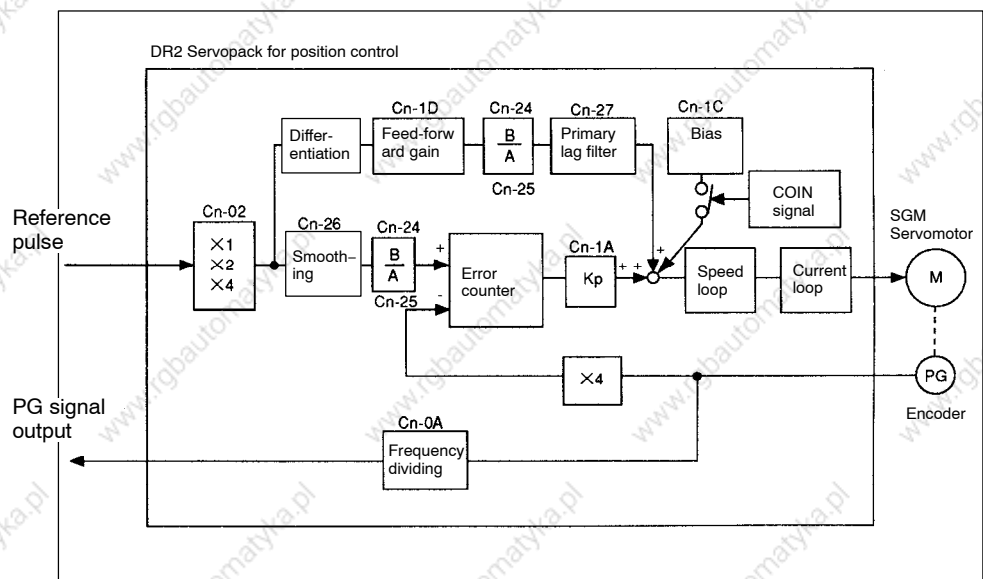 DR2 Servopack for position control
Cn-1D
Cn-24
Cn-27
Cn-1C
Differ-
entiation
Feed-forw
ard gain
B
A
Primary
lag filter
Bias
Cn-25
COIN
signal
Reference
pulse
Cn-02
×1
×2
×4
Cn-26
Smooth-
ing
Cn-24
B
A
Cn-25
+
-
Error
counter
Cn-1A
Kp
+
+
+
Speed
loop
Current
loop
SGM
Servomotor
M
×4
PG
Encoder
PG signal
output
Cn-0A
Frequency
dividing
www.rgbautomatyka.pl